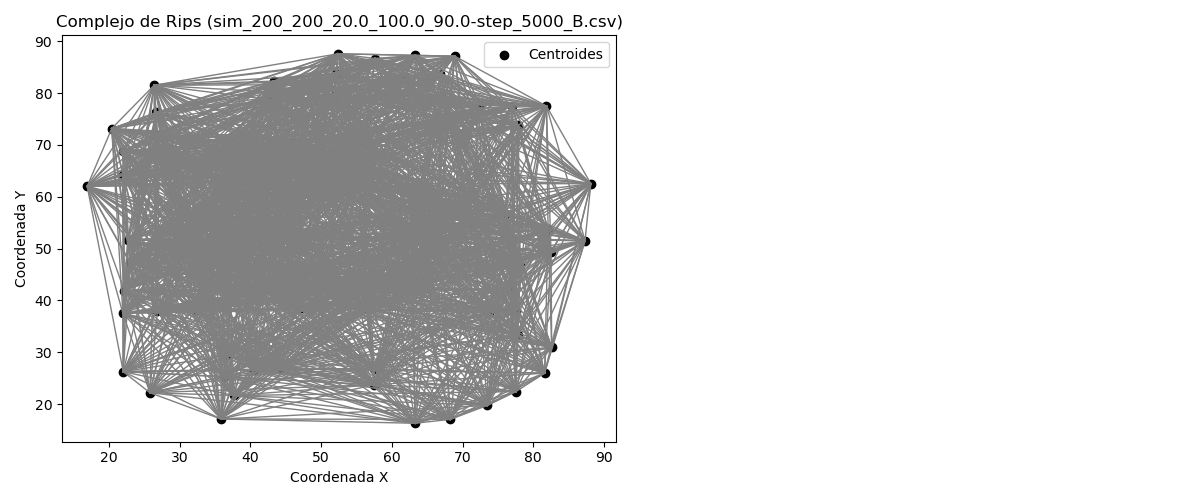 Complejo de Rips (sim_200_200_20.0_100.0_90.0-step_5000_B.csv)
Centroides
90
80
70
60
50
40
30
20
Coordenada Y
20 30 40 50 60 70 80 90
Coordenada X